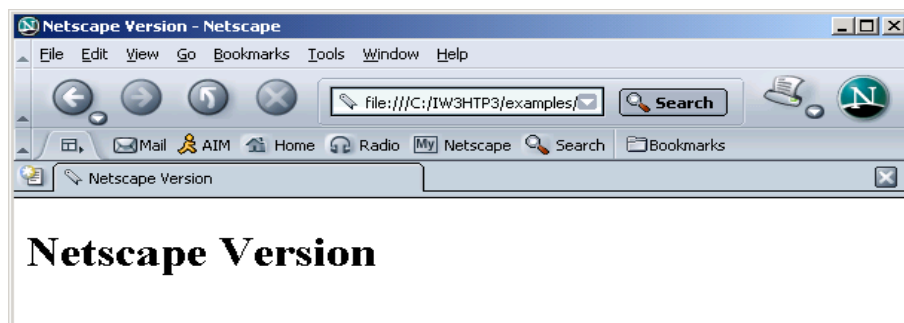 Netscape Version - Netscape
File Edit View Go Bookmarks Tools Window Help
file:///C:/IW3HTP3/examples/ Search N
Mail AIM Home Radio My Netscape Search Bookmarks
Netscape Version
Netscape Version